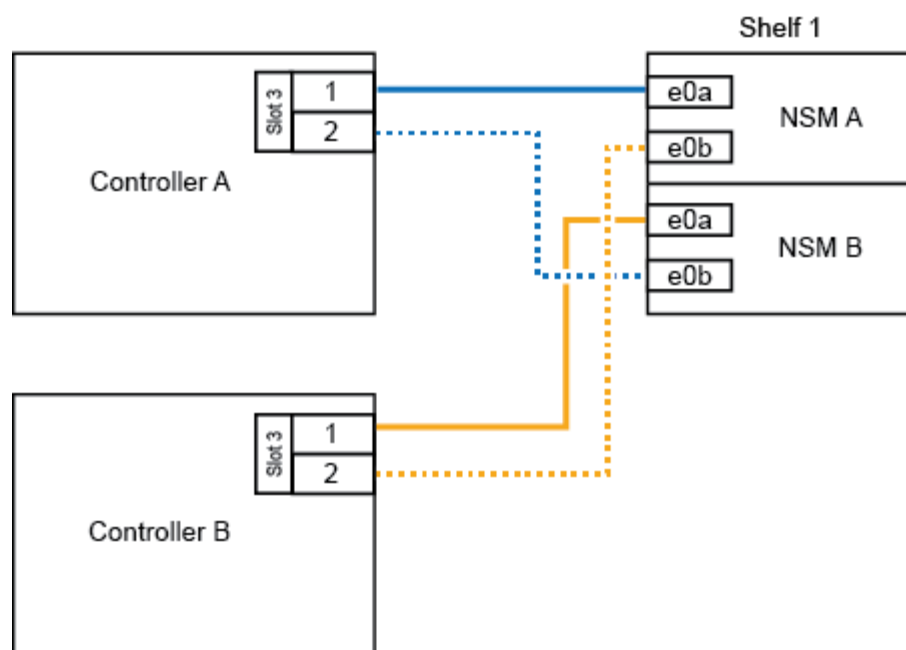 Shelf 1
Controller A
Slot 3
1
2
e0a
e0b
NSM A
e0a
e0b
NSM B
Controller B
Slot 3
1
2